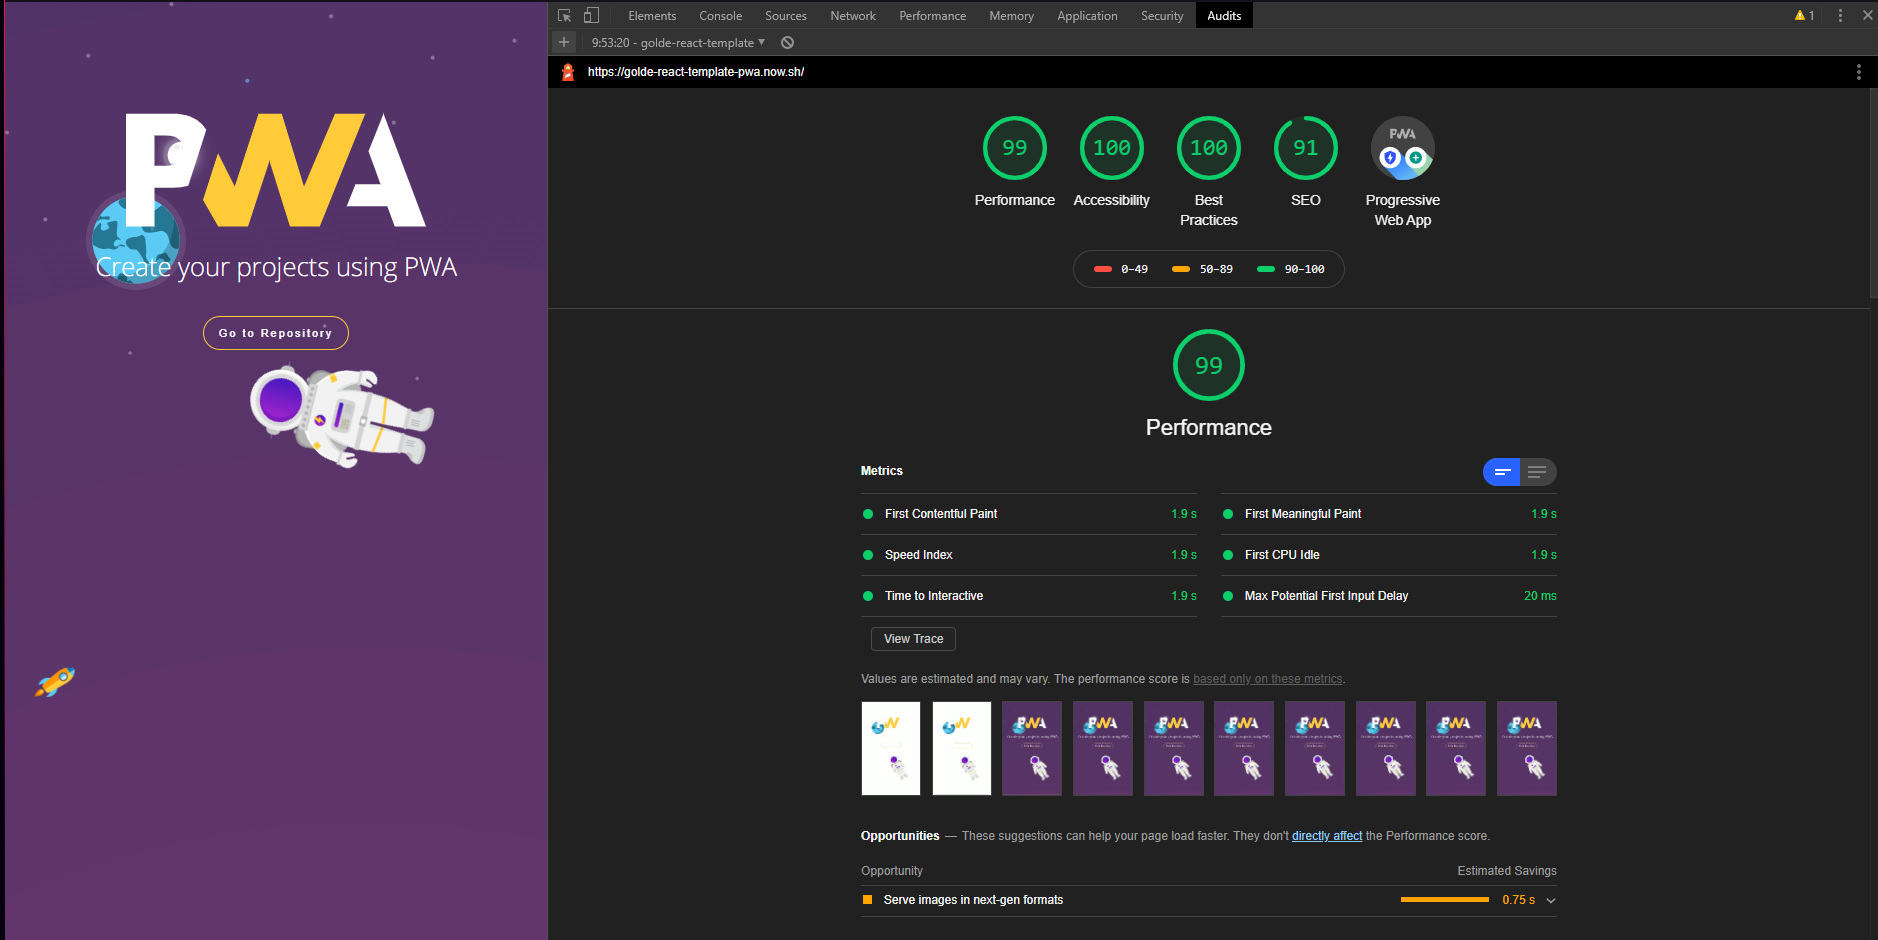 PWA
Create your projects using PWA
Go to Repository
Elements Console Sources Network Performance Memory Application Security Audits 1
9:53:20 - golde-react-template
https://golde-react-template-pwa.now.sh/
99 100 100 91 PWA
Performance Accessibility Best Practices SEO Progressive Web App
0–49 50–89 90–100
99
Performance
Metrics
First Contentful Paint 1.9 s First Meaningful Paint 1.9 s
Speed Index 1.9 s First CPU Idle 1.9 s
Time to Interactive 1.9 s Max Potential First Input Delay 20 ms
View Trace
Values are estimated and may vary. The performance score is based only on these metrics.
Opportunities — These suggestions can help your page load faster. They don't directly affect the Performance score.
Opportunity Estimated Savings
Serve images in next-gen formats 0.75 s